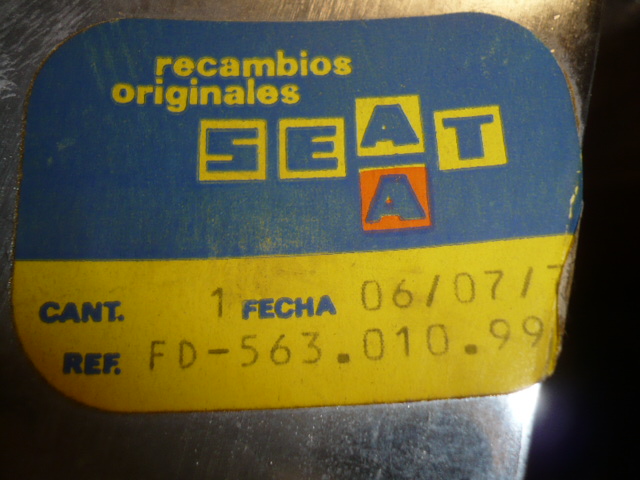 recambios
originales
SEAT
A
CANT. 1 FECHA 06/07/7
REF. FD-563.010.99